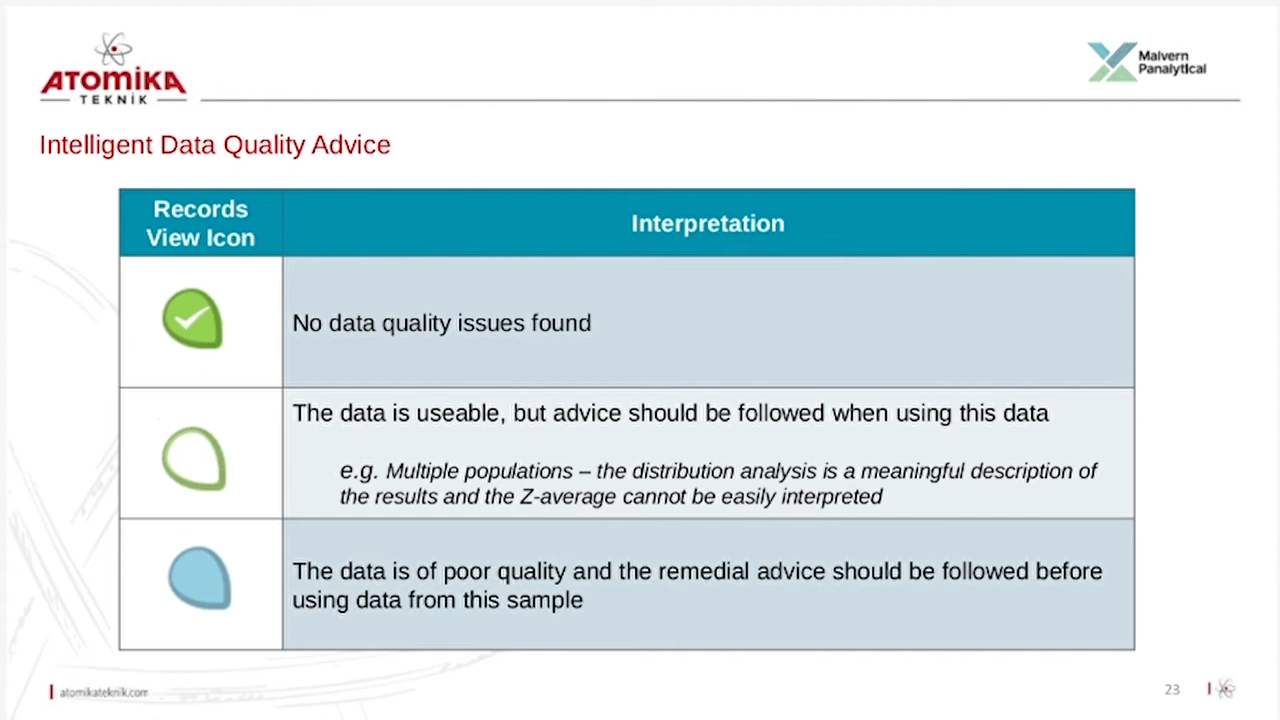 ATOMİKA
TEKNİK
Malvern
Panalytical
Intelligent Data Quality Advice
Records
View Icon
Interpretation
No data quality issues found
The data is useable, but advice should be followed when using this data
e.g. Multiple populations – the distribution analysis is a meaningful description of
the results and the Z-average cannot be easily interpreted
The data is of poor quality and the remedial advice should be followed before
using data from this sample
atomikateknik.com
23